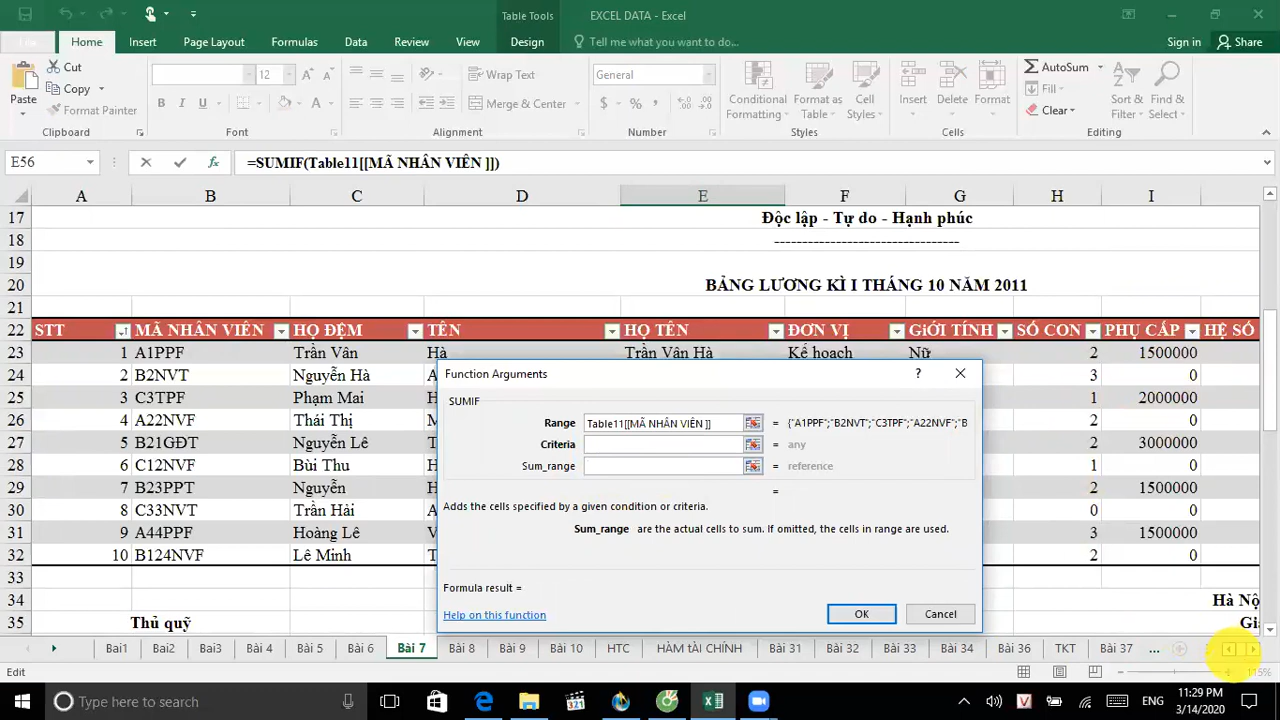 Table Tools
EXCEL DATA - Excel
Home Insert Page Layout Formulas Data Review View Design Tell me what you want to do... Sign in Share
Paste
Cut
Copy
Format Painter
12
Wrap Text
Merge & Center
General
Conditional Formatting
Format as Table
Cell Styles
Insert
Delete
Format
AutoSum
Fill
Clear
Sort & Filter
Find & Select
Clipboard Font Alignment Number Styles Cells Editing
E56 =SUMIF(Table11[[MÃ NHÂN VIÊN ]])
A B C D E F G H I
17 Độc lập - Tự do - Hạnh phúc
18 ---------------------------------
19
20 BẢNG LƯƠNG KÌ I THÁNG 10 NĂM 2011
21
22 STT MÃ NHÂN VIÊN HỌ ĐỆM TÊN HỌ TÊN ĐƠN VỊ GIỚI TÍNH SỐ CON PHỤ CẤP HỆ SỐ
23 1 A1PPF Trần Vân Hà Trần Vân Hà Kế hoạch Nữ 2 1500000
24 2 B2NVT Nguyễn Hà 3 0
25 3 C3TPF Phạm Mai 1 2000000
26 4 A22NVF Thái Thị 2 0
27 5 B21GĐT Nguyễn Lê 2 3000000
28 6 C12NVF Bùi Thu 1 0
29 7 B23PPT Nguyễn 2 1500000
30 8 C33NVT Trần Hải 0 0
31 9 A44PPF Hoàng Lê 3 1500000
32 10 B124NVF Lê Minh 2 0
33
34 Hà Nộ
35 Thủ quỹ
Function Arguments ?
SUMIF
Range Table11[[MÃ NHÂN VIÊN ]] = {"A1PPF";"B2NVT";"C3TPF";"A22NVF";"B
Criteria = any
Sum_range = reference
=
Adds the cells specified by a given condition or criteria.
Sum_range are the actual cells to sum. If omitted, the cells in range are used.
Formula result =
Help on this function
OK Cancel
Bai1 Bai2 Bai3 Bài 4 Bài 5 Bài 6 Bài 7 Bài 8 Bài 9 Bài 10 HTC HÀM tÀI CHÍNH Bài 31 Bài 32 Bài 33 Bài 34 Bài 36 TKT Bài 37 ...
Edit 115%
Type here to search
ENG
11:29 PM
3/14/2020